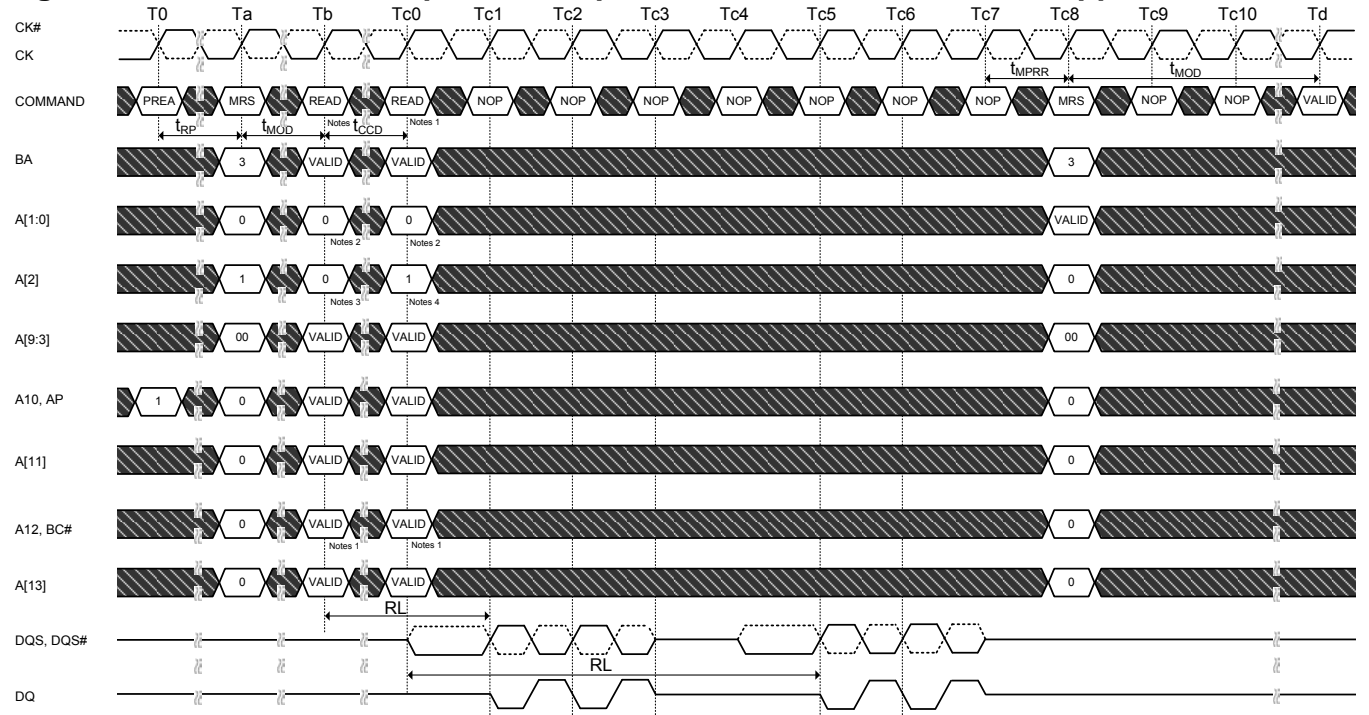 T0 Ta Tb Tc0 Tc1 Tc2 Tc3 Tc4 Tc5 Tc6 Tc7 Tc8 Tc9 Tc10 Td
CK#
CK
tMPRR tMOD
COMMAND PREA MRS READ READ NOP NOP NOP NOP NOP NOP NOP MRS NOP NOP VALID
Notes 1 Notes 1
tRP tMOD tCCD
BA 3 VALID VALID 3
A[1:0] 0 0 0 VALID
Notes 2 Notes 2
A[2] 1 0 1 0
Notes 3 Notes 4
A[9:3] 00 VALID VALID 00
A10, AP 1 0 VALID VALID 0
A[11] 0 VALID VALID 0
A12, BC# 0 VALID VALID 0
Notes 1 Notes 1
A[13] 0 VALID VALID 0
RL
DQS, DQS#
RL
DQ